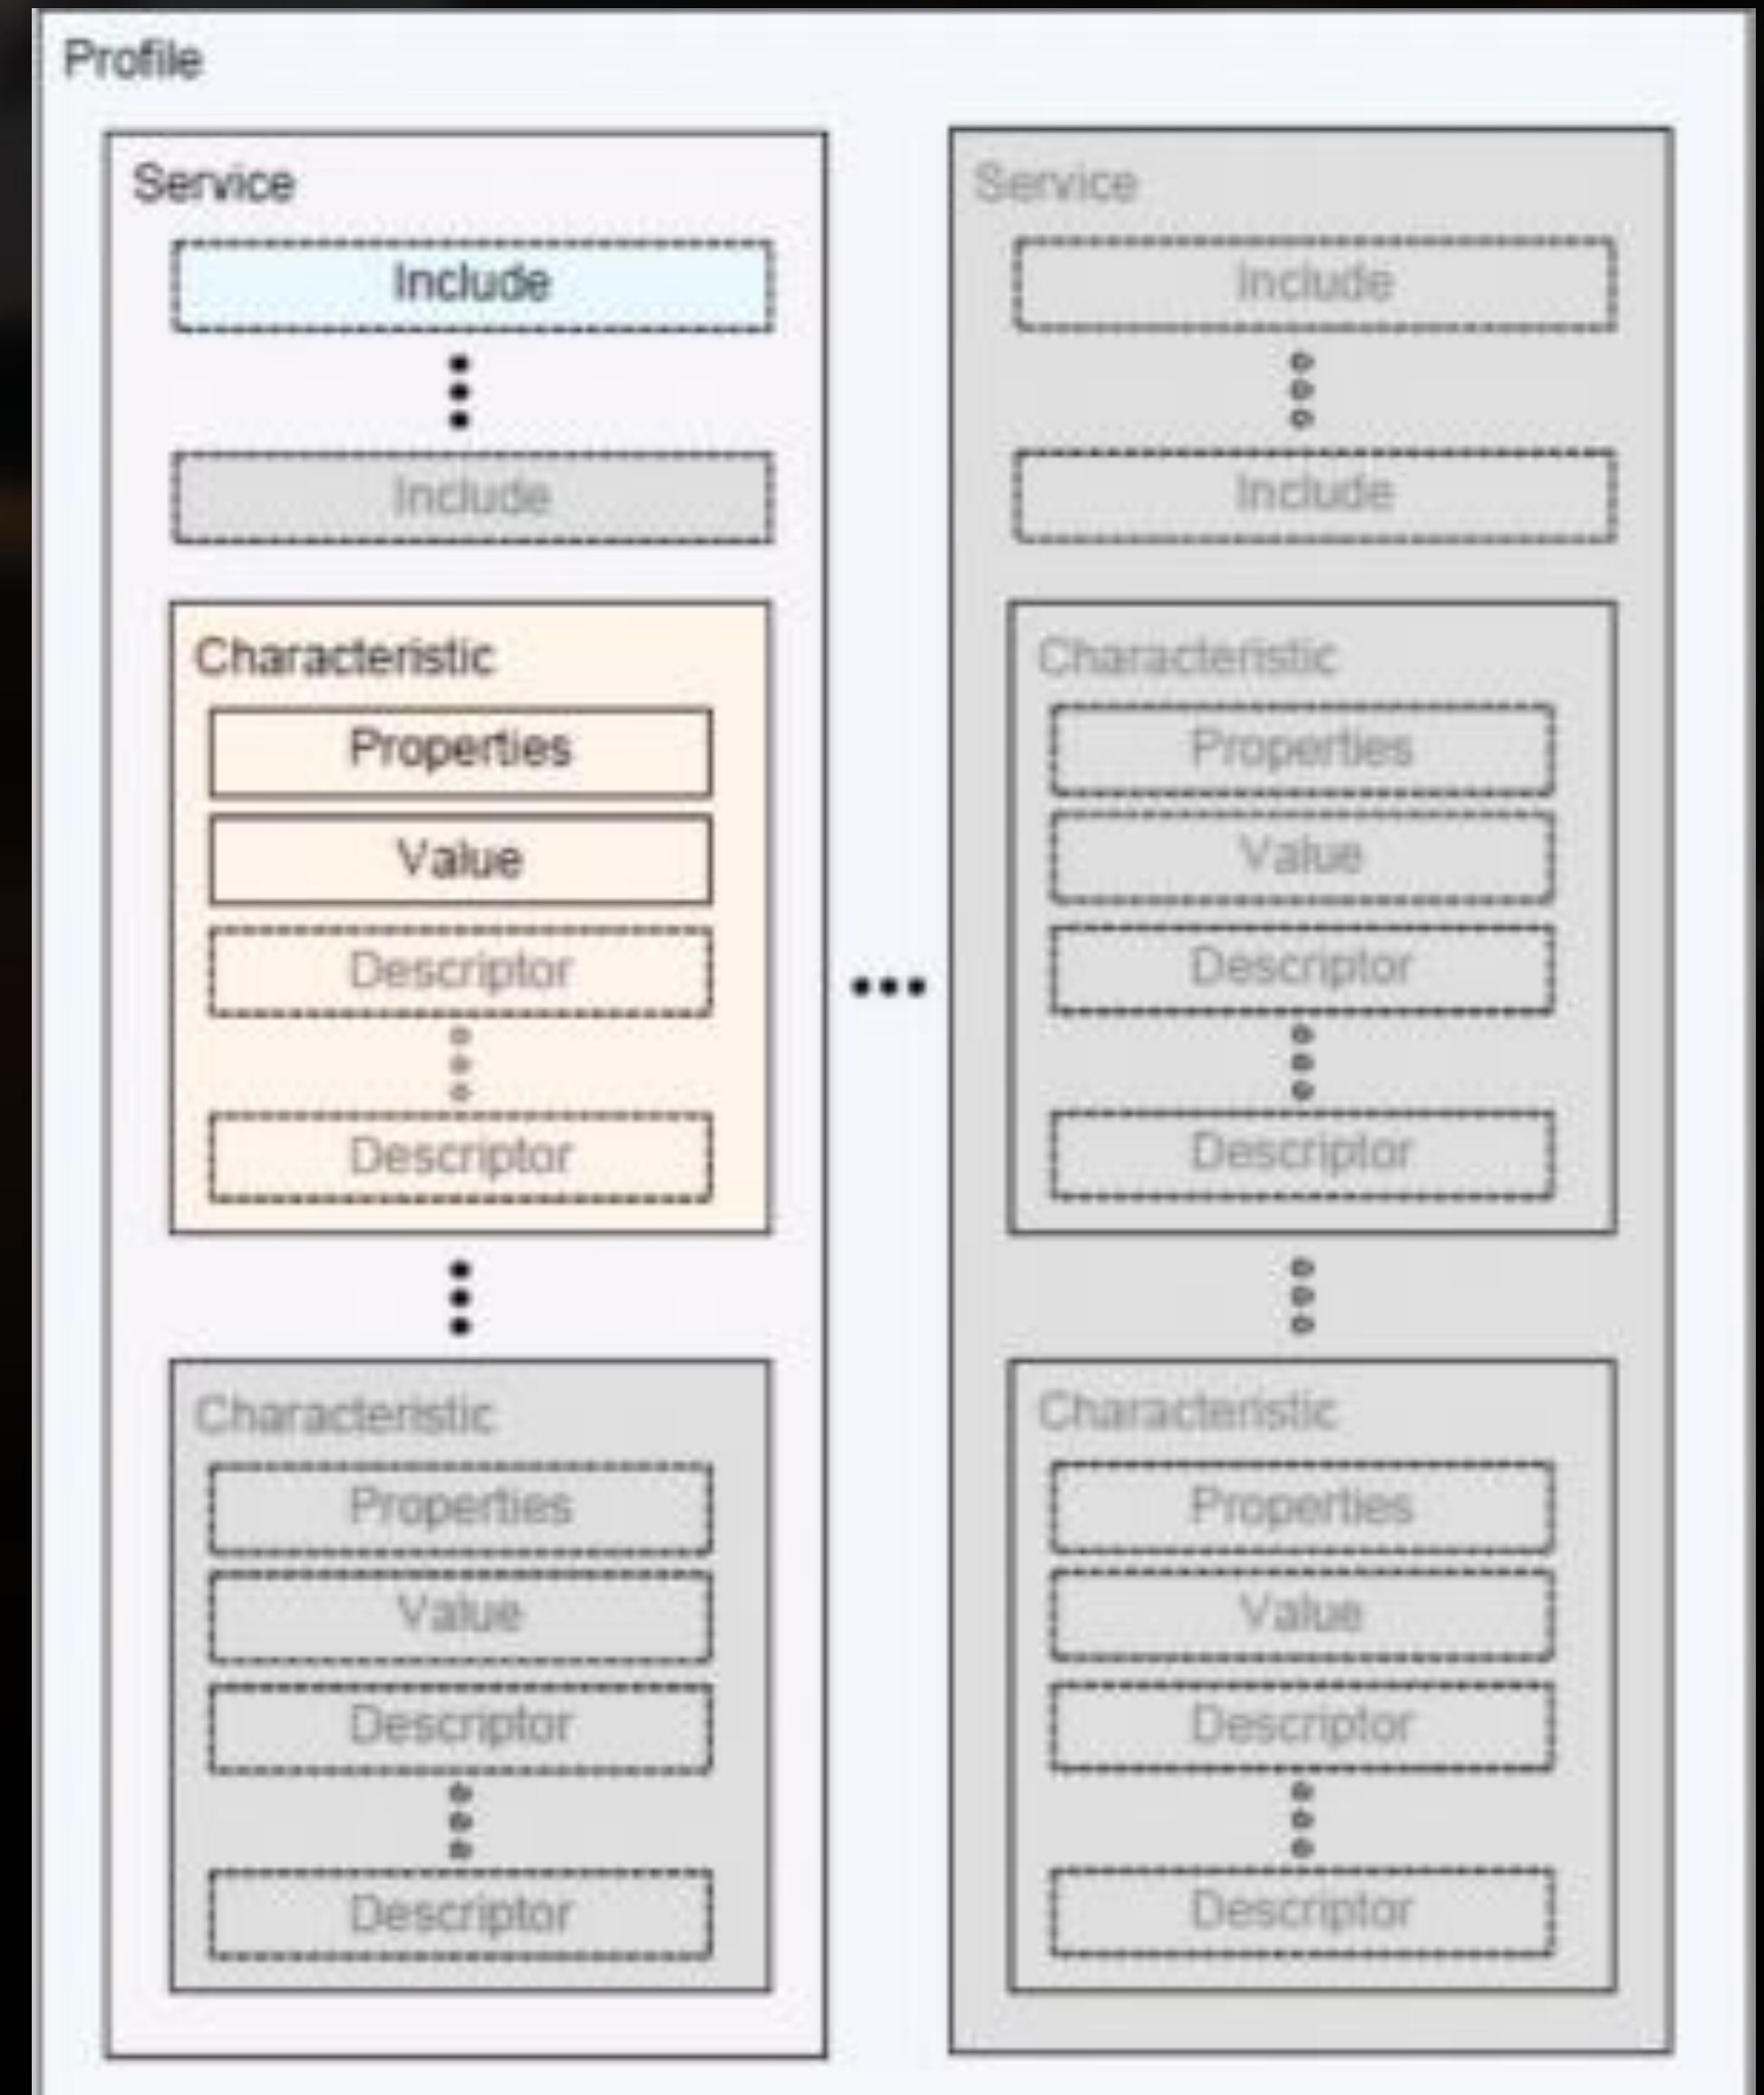 Profile
Service
Include
Include
Characteristic
Properties
Value
Descriptor
Descriptor
Characteristic
Properties
Value
Descriptor
Descriptor
Service
Include
Include
Characteristic
Properties
Value
Descriptor
Descriptor
Characteristic
Properties
Value
Descriptor
Descriptor